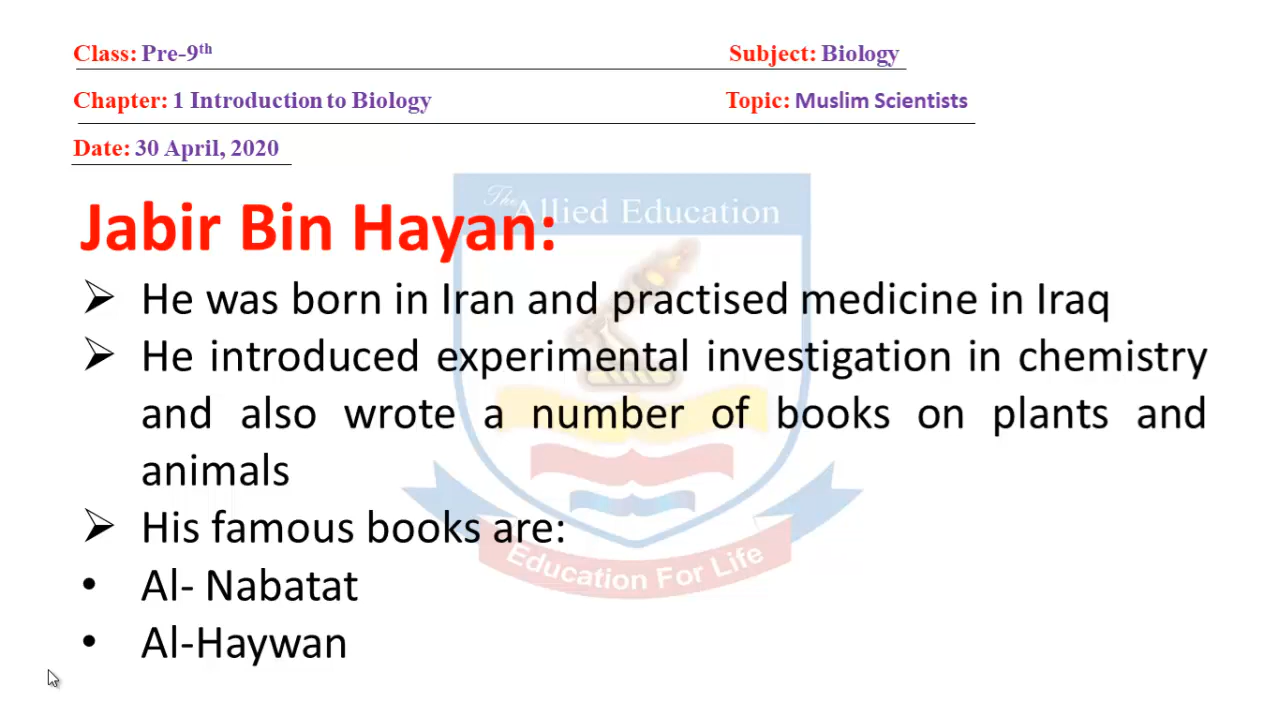 Class: Pre-9th Subject: Biology
Chapter: 1 Introduction to Biology Topic: Muslim Scientists
Date: 30 April, 2020
The Allied Education
Jabir Bin Hayan:
➢ He was born in Iran and practised medicine in Iraq
➢ He introduced experimental investigation in chemistry
and also wrote a number of books on plants and
animals
➢ His famous books are:
Education For Life
• Al- Nabatat
• Al-Haywan